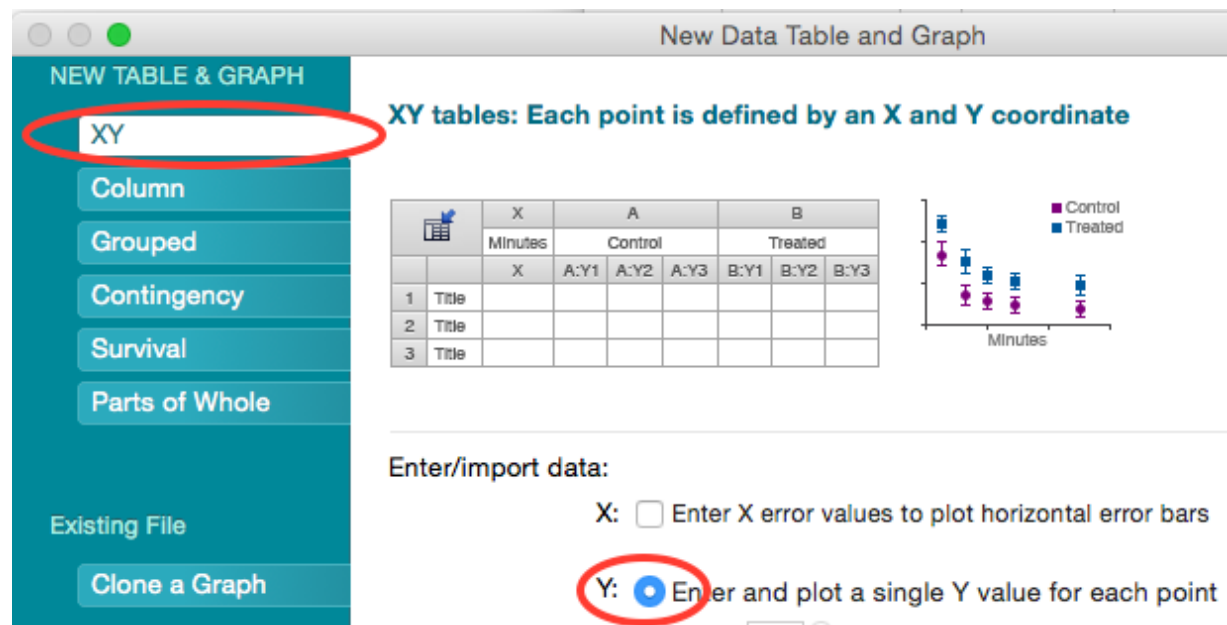 New Data Table and Graph
NEW TABLE & GRAPH
XY
Column
Grouped
Contingency
Survival
Parts of Whole
Existing File
Clone a Graph
XY tables: Each point is defined by an X and Y coordinate
X A B
Minutes Control Treated
X A:Y1 A:Y2 A:Y3 B:Y1 B:Y2 B:Y3
1 Title
2 Title
3 Title
Control
Treated
Minutes
Enter/import data:
X: Enter X error values to plot horizontal error bars
Y: Enter and plot a single Y value for each point